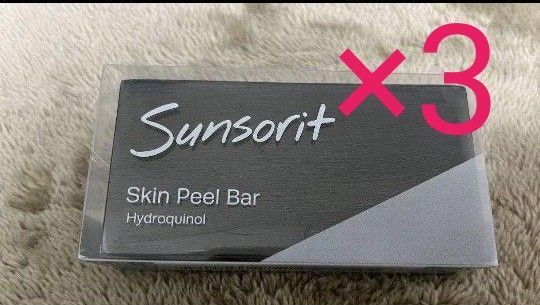 ×3
Sunsorit
Skin Peel Bar
Hydroquinol